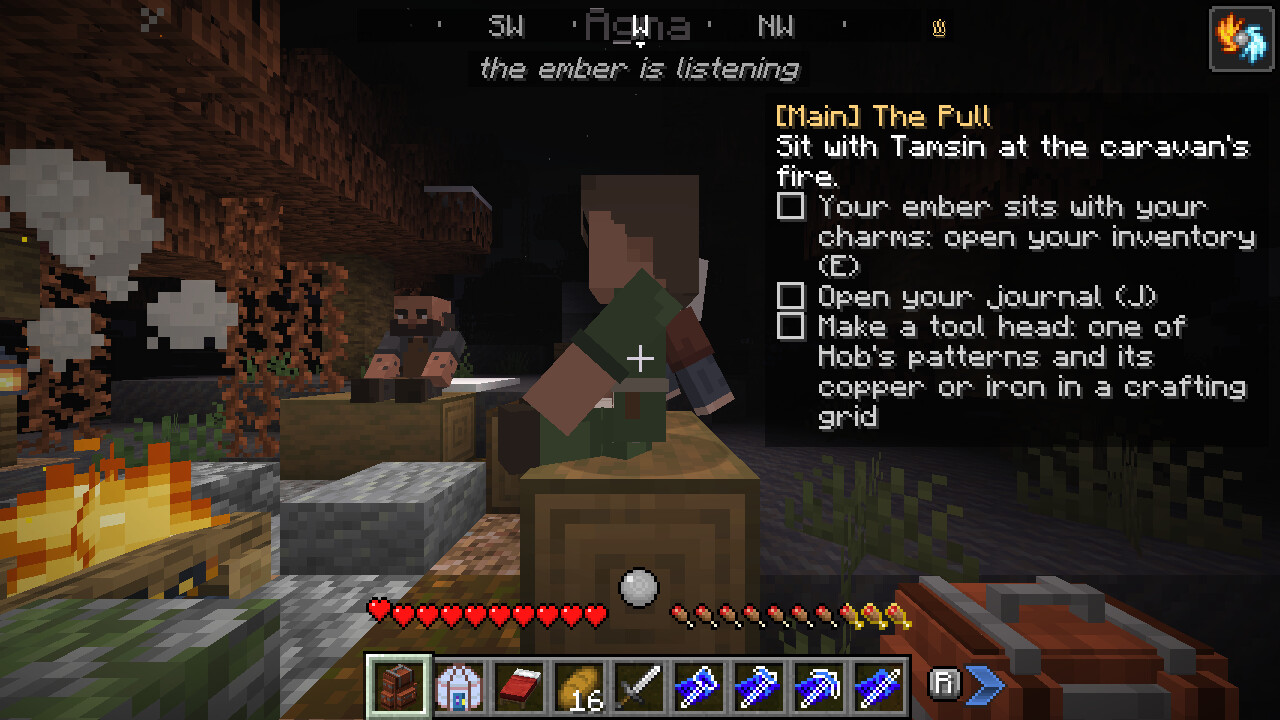 SW W NW
Agna
the ember is listening
[Main] The Pull
Sit with Tamsin at the caravan's
fire.
Your ember sits with your
charms: open your inventory
(E)
Open your journal (J)
Make a tool head: one of
Hob's patterns and its
copper or iron in a crafting
grid
16
R